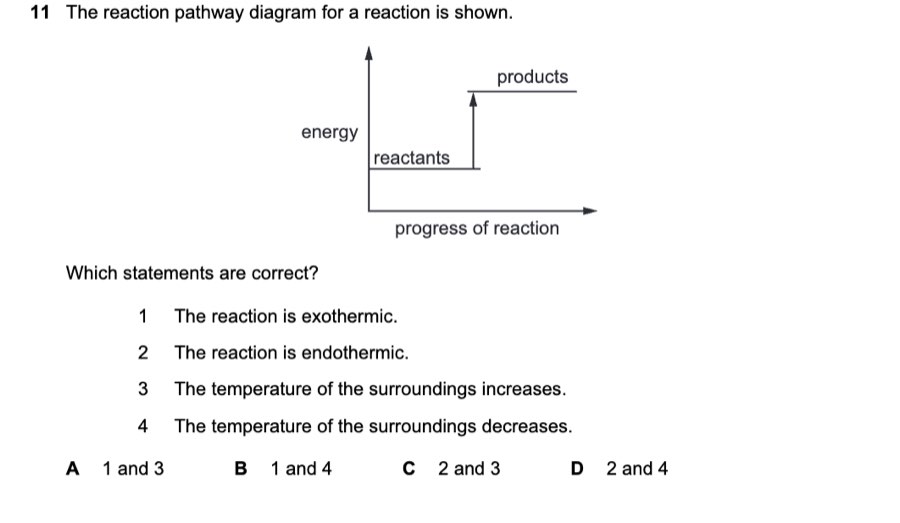 11 The reaction pathway diagram for a reaction is shown.
products
energy
reactants
progress of reaction
Which statements are correct?
1 The reaction is exothermic.
2 The reaction is endothermic.
3 The temperature of the surroundings increases.
4 The temperature of the surroundings decreases.
A 1 and 3 B 1 and 4 C 2 and 3 D 2 and 4